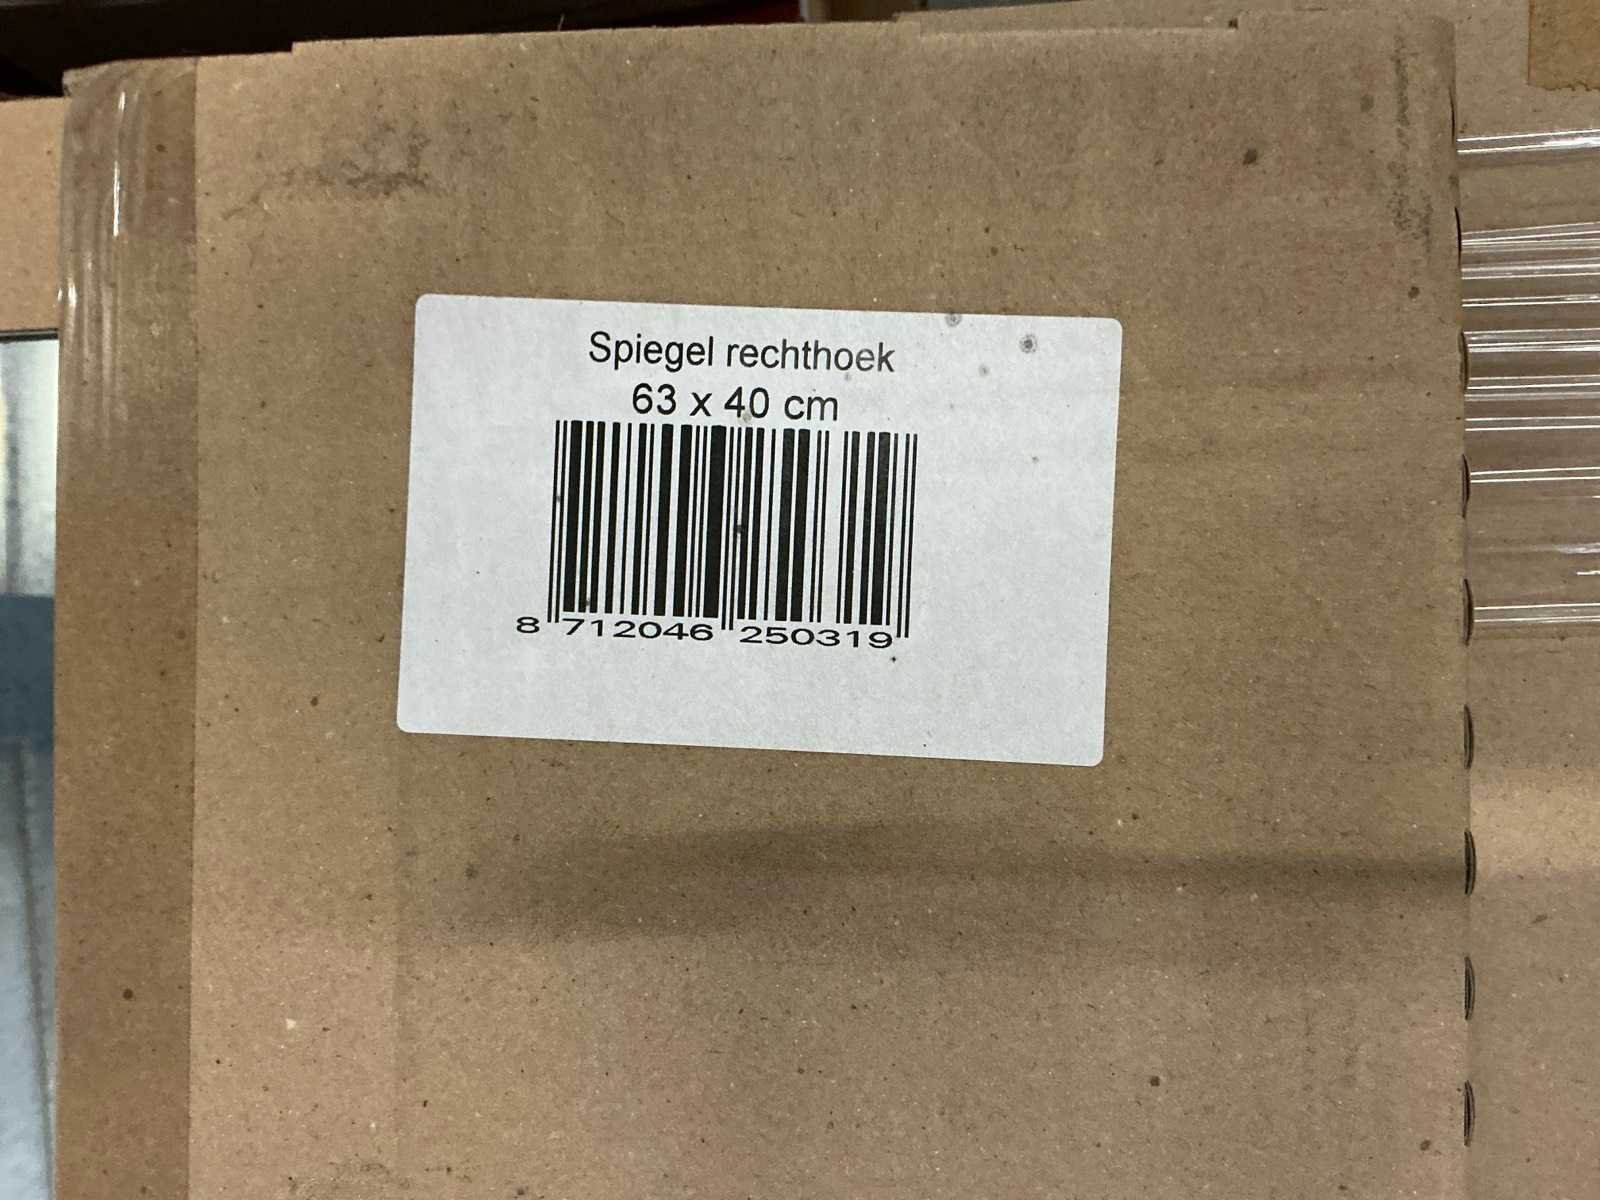 Spiegel rechthoek
63 x 40 cm
8 712046 250319